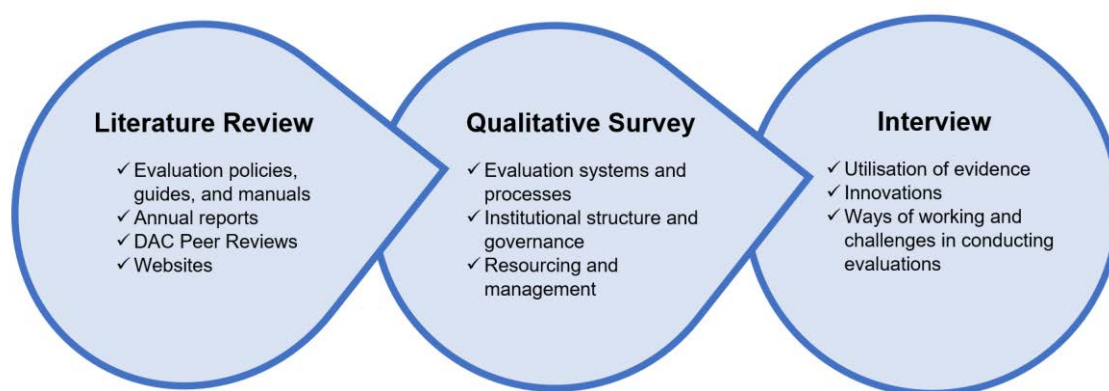 Literature Review
✓ Evaluation policies,
guides, and manuals
✓ Annual reports
✓ DAC Peer Reviews
✓ Websites
Qualitative Survey
✓ Evaluation systems and
processes
✓ Institutional structure and
governance
✓ Resourcing and
management
Interview
✓ Utilisation of evidence
✓ Innovations
✓ Ways of working and
challenges in conducting
evaluations